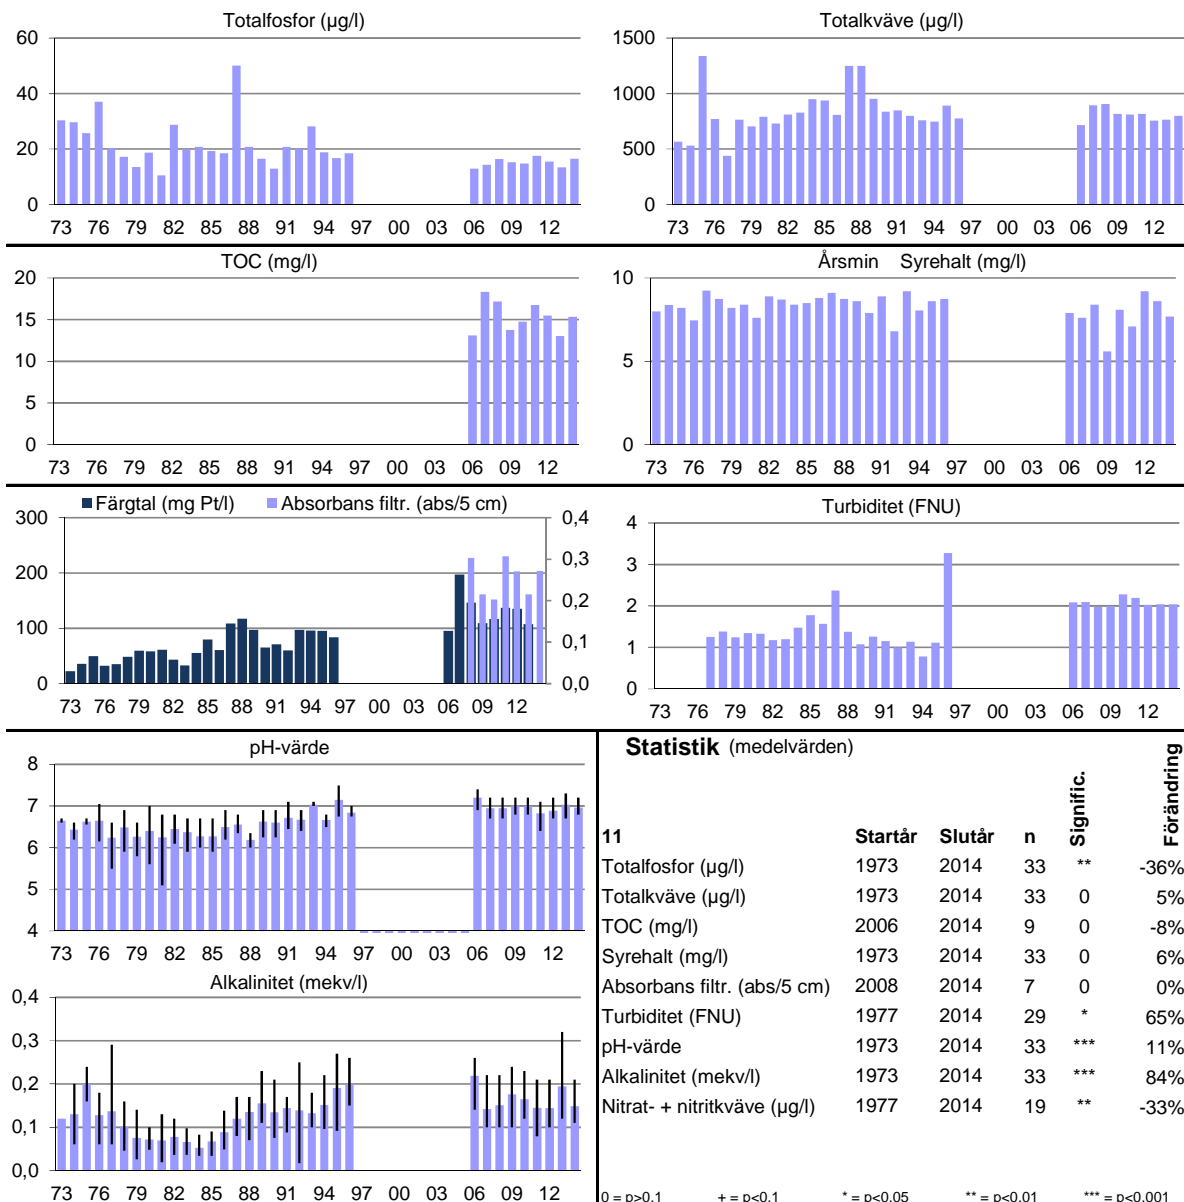 Totalfosfor (µg/l)
60
40
20
0
73 76 79 82 85 88 91 94 97 00 03 06 09 12
Totalkväve (µg/l)
1500
1000
500
0
73 76 79 82 85 88 91 94 97 00 03 06 09 12
TOC (mg/l)
20
15
10
5
0
73 76 79 82 85 88 91 94 97 00 03 06 09 12
Årsmin Syrehalt (mg/l)
10
5
0
73 76 79 82 85 88 91 94 97 00 03 06 09 12
Färgtal (mg Pt/l) Absorbans filtr. (abs/5 cm)
300
200
100
0
0,4
0,3
0,2
0,1
0,0
73 76 79 82 85 88 91 94 97 00 03 06 09 12
Turbiditet (FNU)
4
3
2
1
0
73 76 79 82 85 88 91 94 97 00 03 06 09 12
pH-värde
8
7
6
5
4
73 76 79 82 85 88 91 94 97 00 03 06 09 12
Alkalinitet (mekv/l)
0,4
0,3
0,2
0,1
0,0
73 76 79 82 85 88 91 94 97 00 03 06 09 12
Statistik (medelvärden)
11 Startår Slutår n Signific. Förändring
Totalfosfor (µg/l) 1973 2014 33 ** -36%
Totalkväve (µg/l) 1973 2014 33 0 5%
TOC (mg/l) 2006 2014 9 0 -8%
Syrehalt (mg/l) 1973 2014 33 0 6%
Absorbans filtr. (abs/5 cm) 2008 2014 7 0 0%
Turbiditet (FNU) 1977 2014 29 * 65%
pH-värde 1973 2014 33 *** 11%
Alkalinitet (mekv/l) 1973 2014 33 *** 84%
Nitrat- + nitritkväve (µg/l) 1977 2014 19 ** -33%
0 = p>0,1 + = p<0,1 * = p<0,05 ** = p<0,01 *** = p<0,001